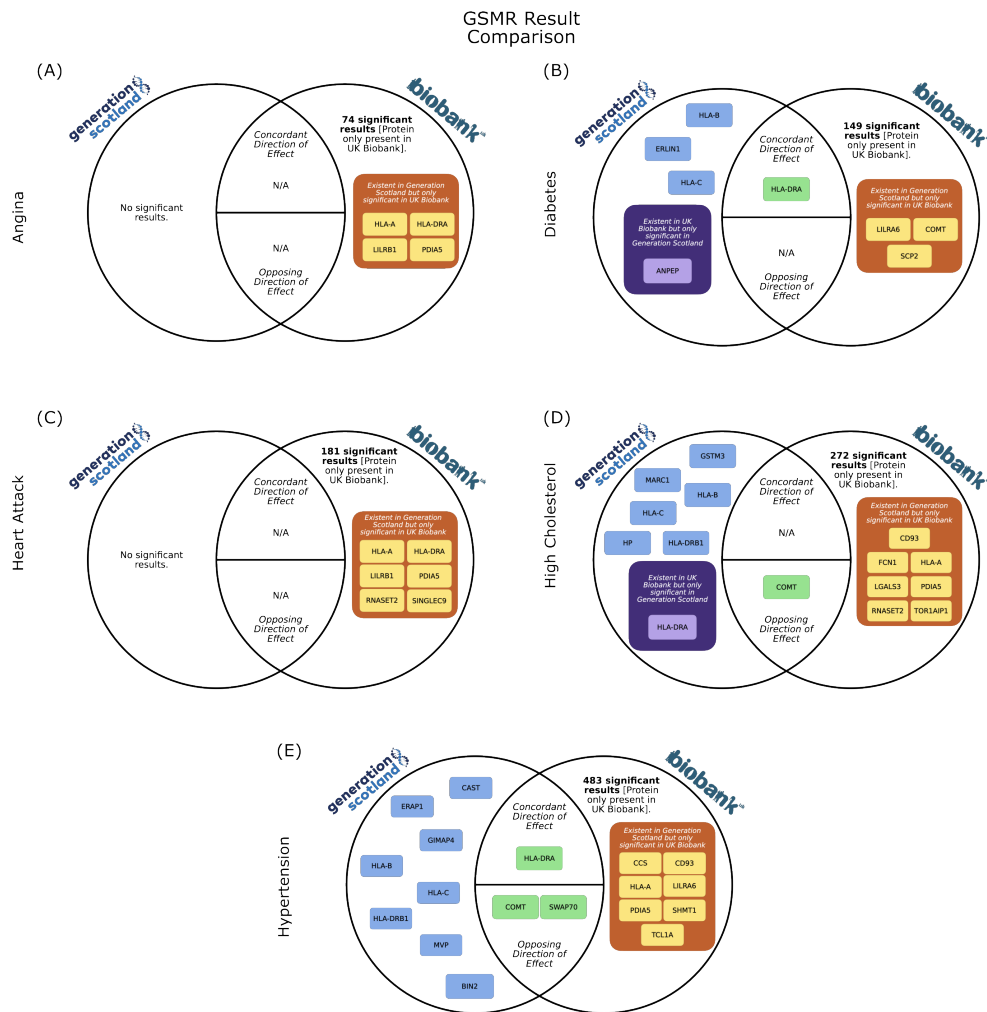 GSMR Result
Comparison
(A)
generation
scotland
biobank
Angina
No significant
results.
Concordant
Direction of
Effect
N/A
N/A
Opposing
Direction of
Effect
74 significant
results [Protein
only present in
UK Biobank].
Existent in Generation
Scotland but only
significant in UK Biobank
HLA-A
HLA-DRA
LILRB1
PDIA5
(B)
generation
scotland
biobank
Diabetes
HLA-B
ERLIN1
HLA-C
Existent in UK
Biobank but only
significant in
Generation Scotland
ANPEP
Concordant
Direction of
Effect
HLA-DRA
N/A
Opposing
Direction of
Effect
149 significant
results [Protein
only present in
UK Biobank].
Existent in Generation
Scotland but only
significant in UK Biobank
LILRA6
COMT
SCP2
(C)
generation
scotland
biobank
Heart Attack
No significant
results.
Concordant
Direction of
Effect
N/A
N/A
Opposing
Direction of
Effect
181 significant
results [Protein
only present in
UK Biobank].
Existent in Generation
Scotland but only
significant in UK Biobank
HLA-A
HLA-DRA
LILRB1
PDIA5
RNASET2
SINGLEC9
(D)
generation
scotland
biobank
High Cholesterol
GSTM3
MARC1
HLA-B
HLA-C
HP
HLA-DRB1
Existent in UK
Biobank but only
significant in
Generation Scotland
HLA-DRA
Concordant
Direction of
Effect
N/A
COMT
Opposing
Direction of
Effect
272 significant
results [Protein
only present in
UK Biobank].
Existent in Generation
Scotland but only
significant in UK Biobank
CD93
FCN1
HLA-A
LGALS3
PDIA5
RNASET2
TOR1AIP1
(E)
generation
scotland
biobank
Hypertension
CAST
ERAP1
GIMAP4
HLA-B
HLA-C
HLA-DRB1
MVP
BIN2
Concordant
Direction of
Effect
HLA-DRA
COMT
SWAP70
Opposing
Direction of
Effect
483 significant
results [Protein
only present in
UK Biobank].
Existent in Generation
Scotland but only
significant in UK Biobank
CCS
CD93
HLA-A
LILRA6
PDIA5
SHMT1
TCL1A